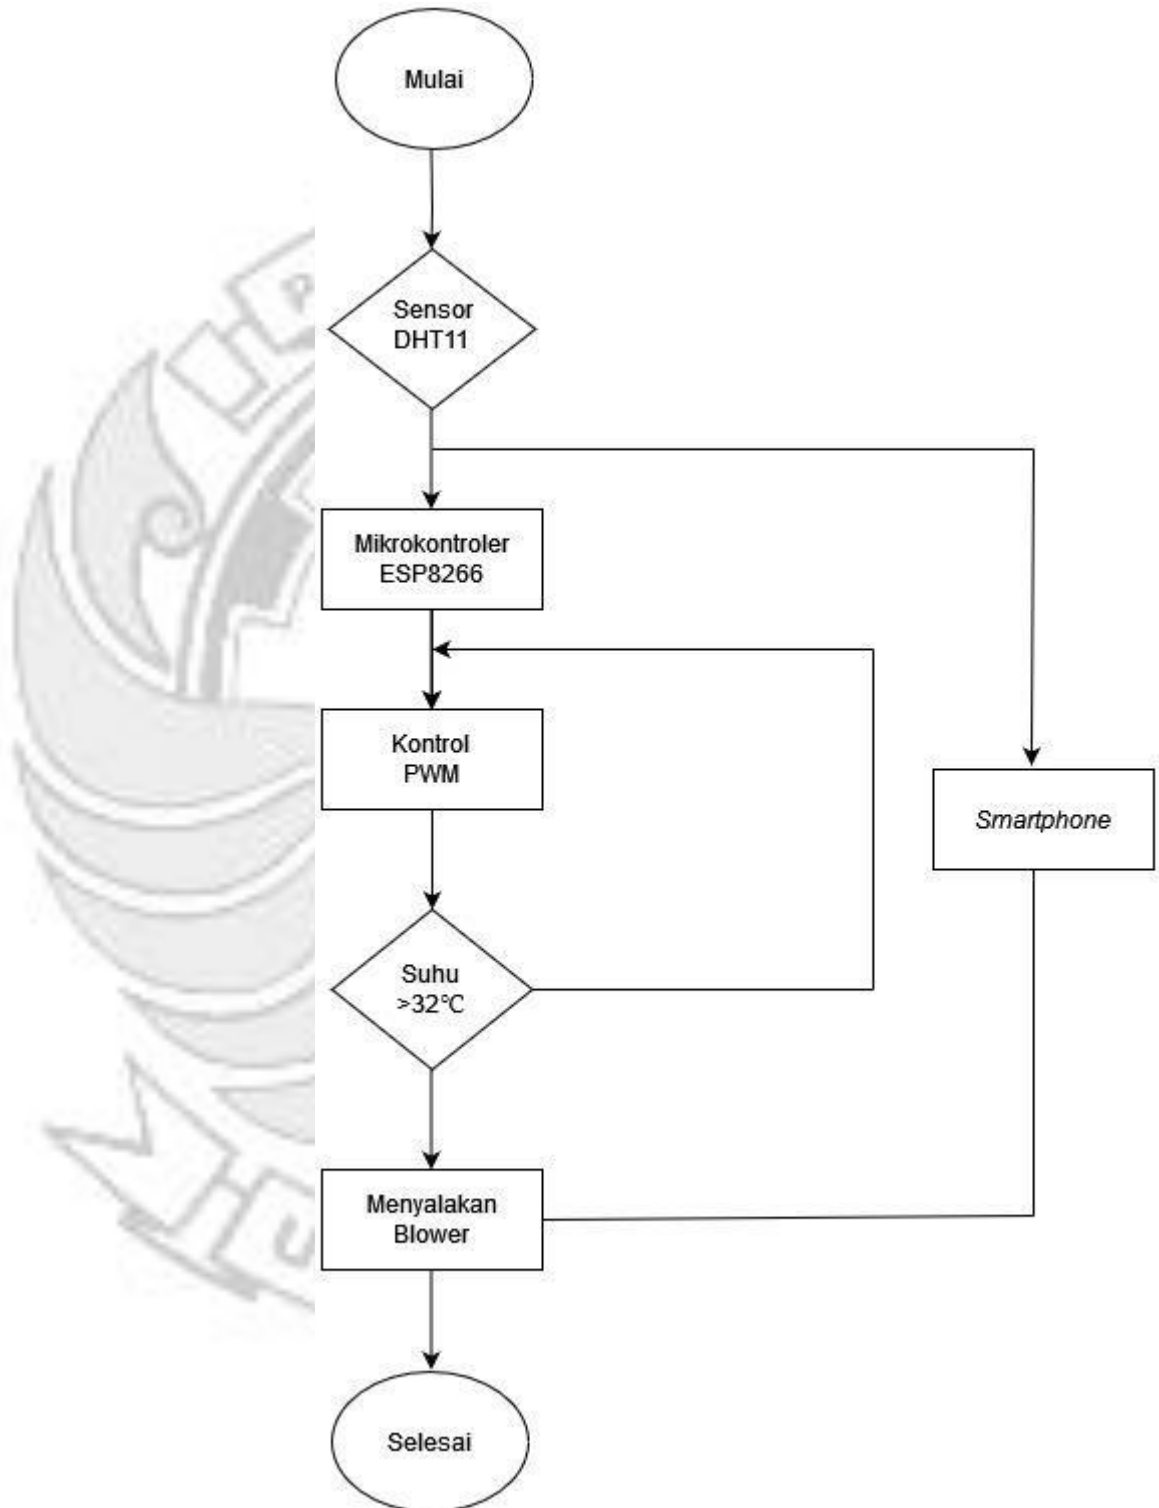 Mulai
Sensor
DHT11
Mikrokontroler
ESP8266
Kontrol
PWM
Smartphone
Suhu
>32℃
Menyalakan
Blower
Selesai